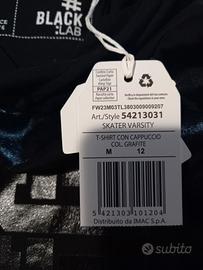 #
BLACK
LAB
PAP21
FW23M03TL3803009009207
Art./Style 54213031
SKATER VARSITY
T-SHIRT CON CAPPUCCIO
COL. GRAFITE
M 12
5 421303 101204
Distribuito da IMAC S.p.A.
subito